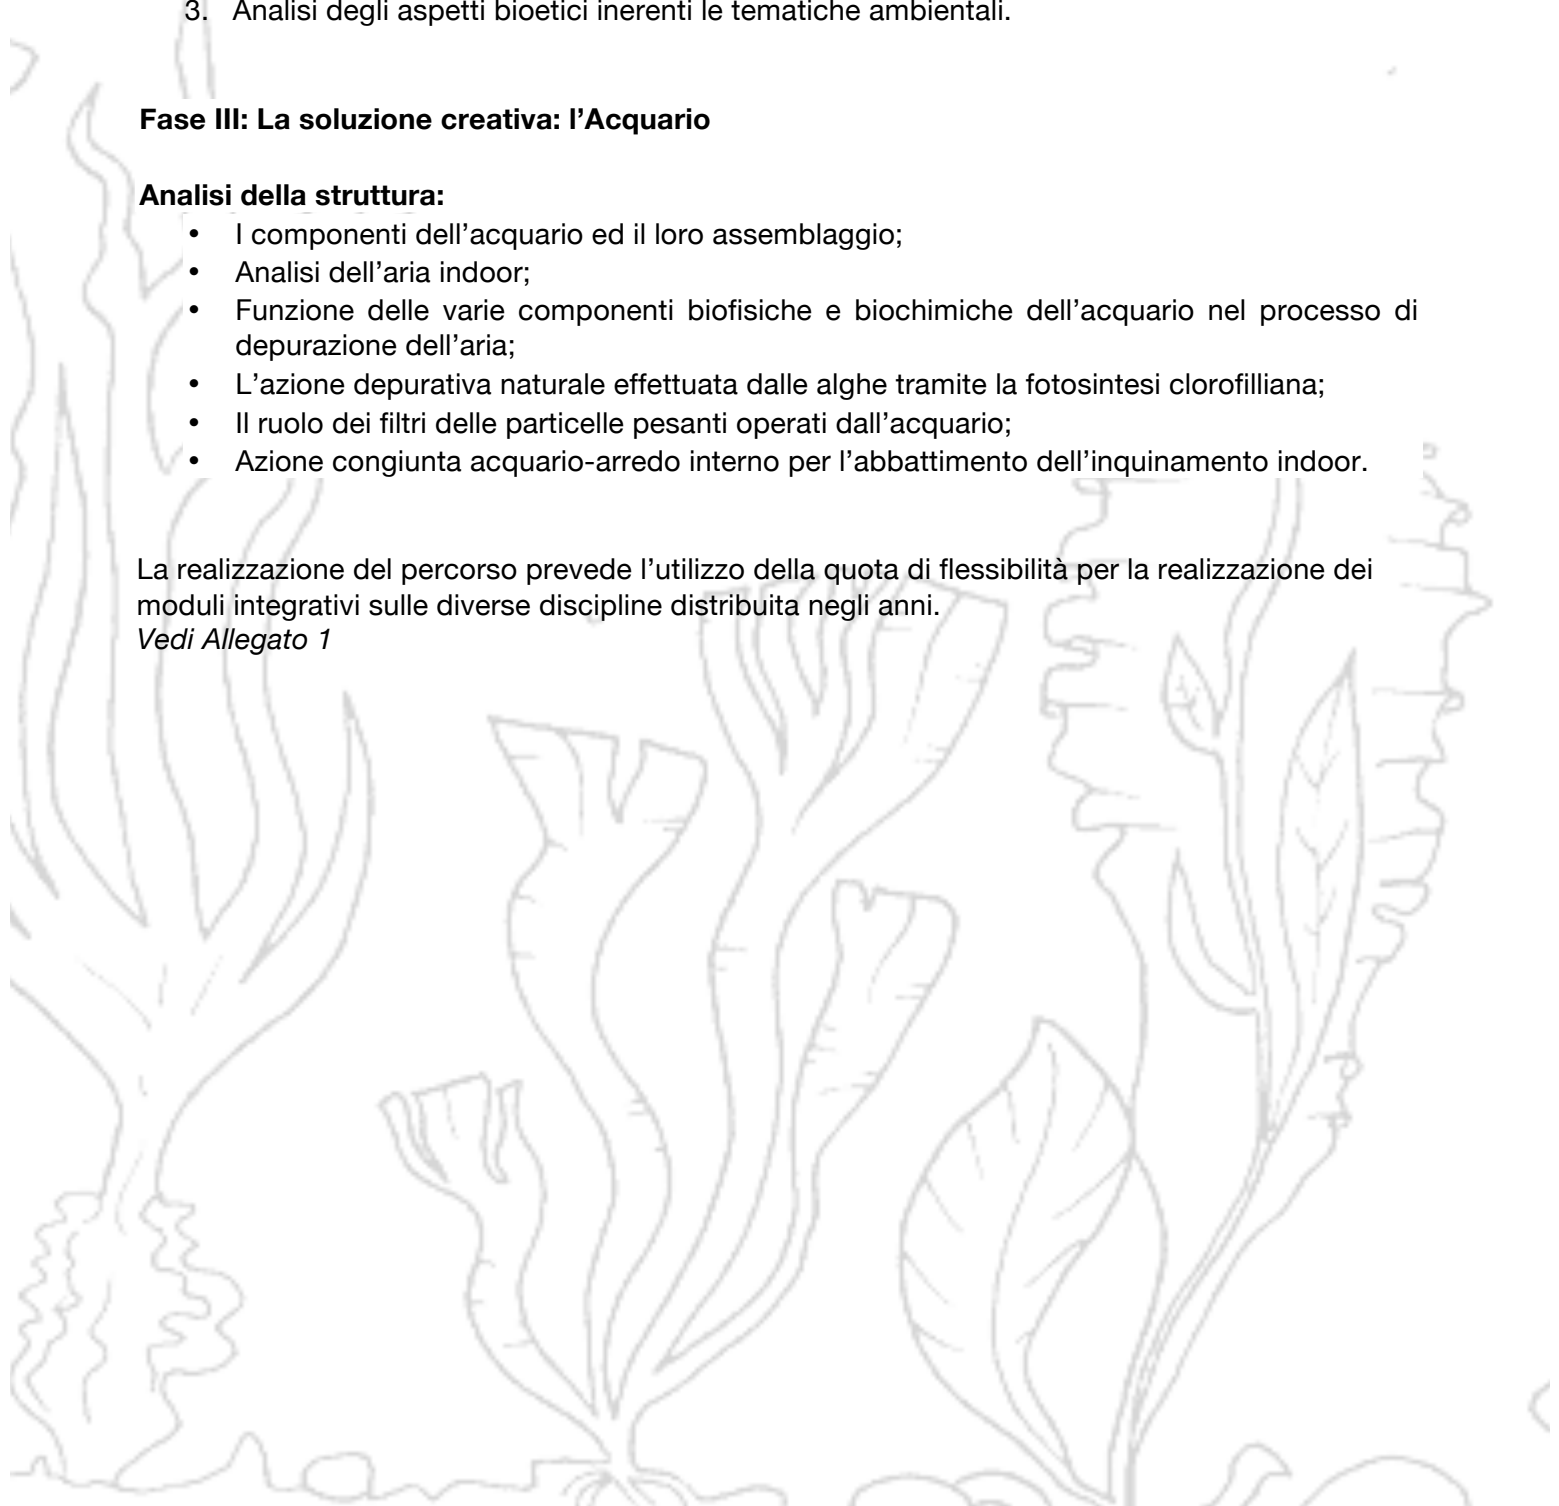 3. Analisi degli aspetti bioetici inerenti le tematiche ambientali.
Fase III: La soluzione creativa: l’Acquario
Analisi della struttura:
• I componenti dell’acquario ed il loro assemblaggio;
• Analisi dell’aria indoor;
• Funzione delle varie componenti biofisiche e biochimiche dell’acquario nel processo di
depurazione dell’aria;
• L’azione depurativa naturale effettuata dalle alghe tramite la fotosintesi clorofilliana;
• Il ruolo dei filtri delle particelle pesanti operati dall’acquario;
• Azione congiunta acquario-arredo interno per l’abbattimento dell’inquinamento indoor.
La realizzazione del percorso prevede l’utilizzo della quota di flessibilità per la realizzazione dei
moduli integrativi sulle diverse discipline distribuita negli anni.
Vedi Allegato 1